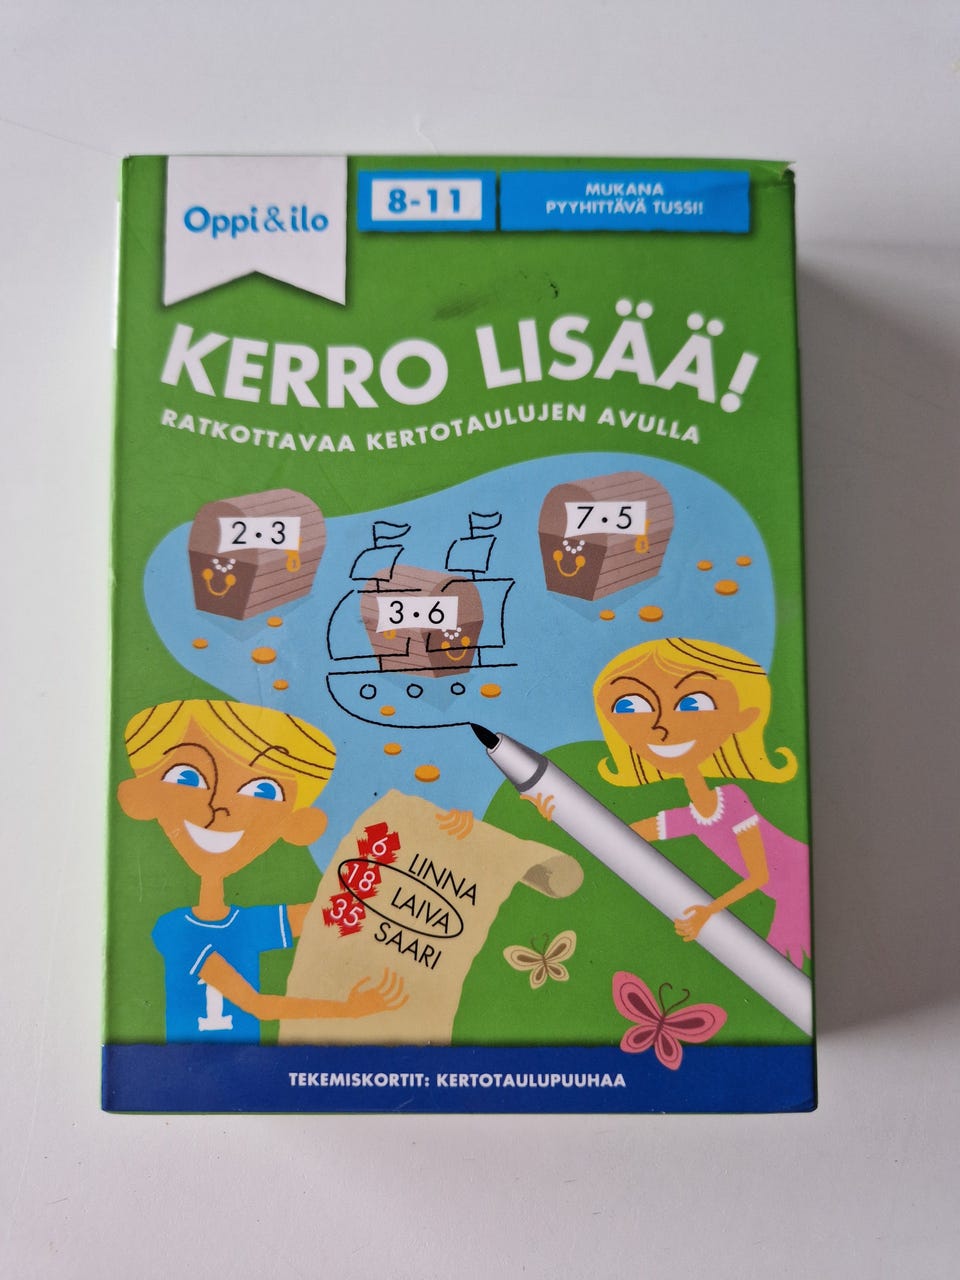 Oppi & ilo
8-11
MUKANA
PYYHITTÄVÄ TUSSI!
KERRO LISÄÄ!
RATKOTTAVAA KERTOTAULUJEN AVULLA
2 · 3
7 · 5
3 · 6
6 LINNA
18 LAIVA
35 SAARI
1
TEKEMISKORTIT: KERTOTAULUPUUHAA